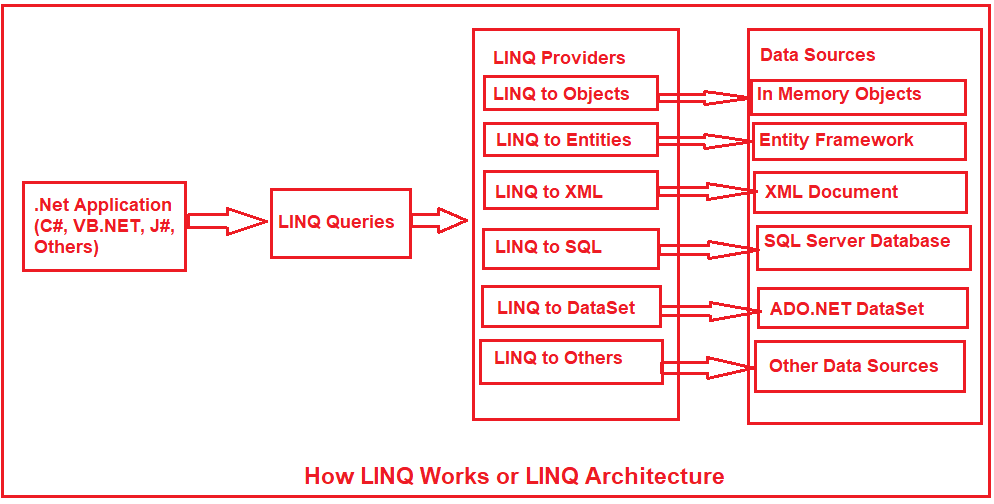 .Net Application
(C#, VB.NET, J#,
Others)
LINQ Queries
LINQ Providers
LINQ to Objects
LINQ to Entities
LINQ to XML
LINQ to SQL
LINQ to DataSet
LINQ to Others
Data Sources
In Memory Objects
Entity Framework
XML Document
SQL Server Database
ADO.NET DataSet
Other Data Sources
How LINQ Works or LINQ Architecture